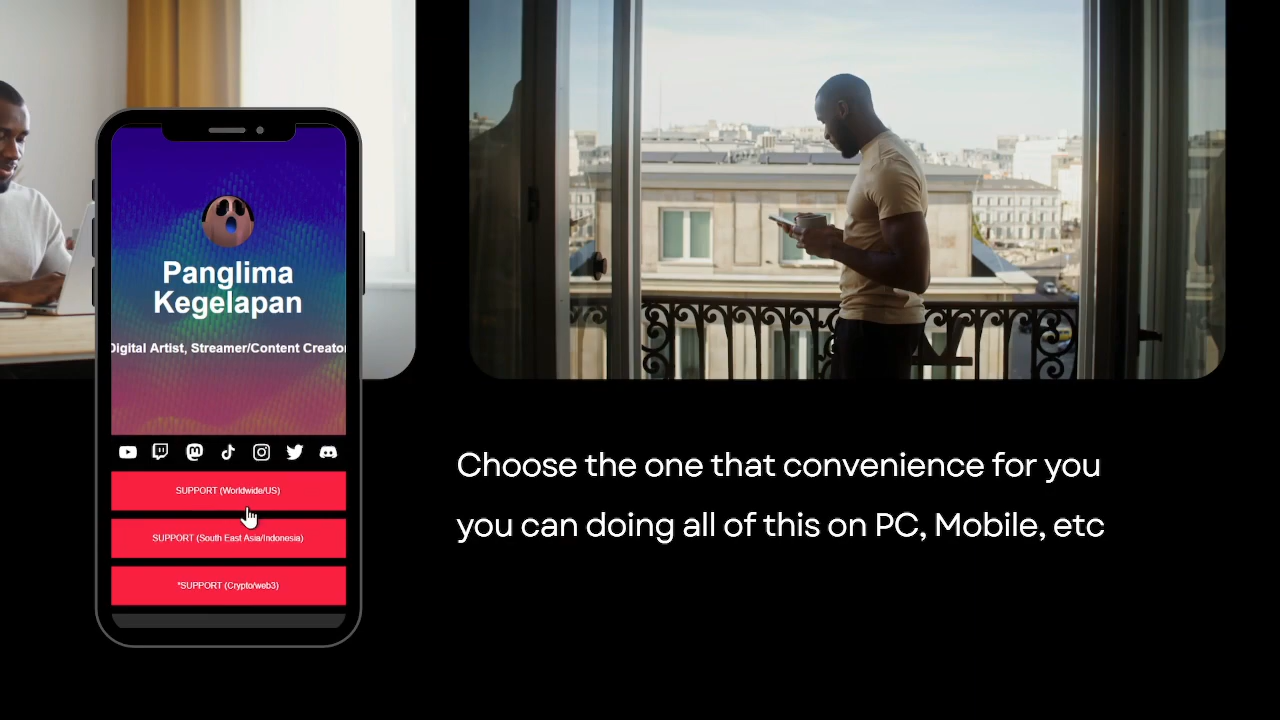 Panglima
Kegelapan
Digital Artist, Streamer/Content Creator
SUPPORT (Worldwide/US)
SUPPORT (South East Asia/Indonesia)
*SUPPORT (Crypto/web3)
Choose the one that convenience for you
you can doing all of this on PC, Mobile, etc